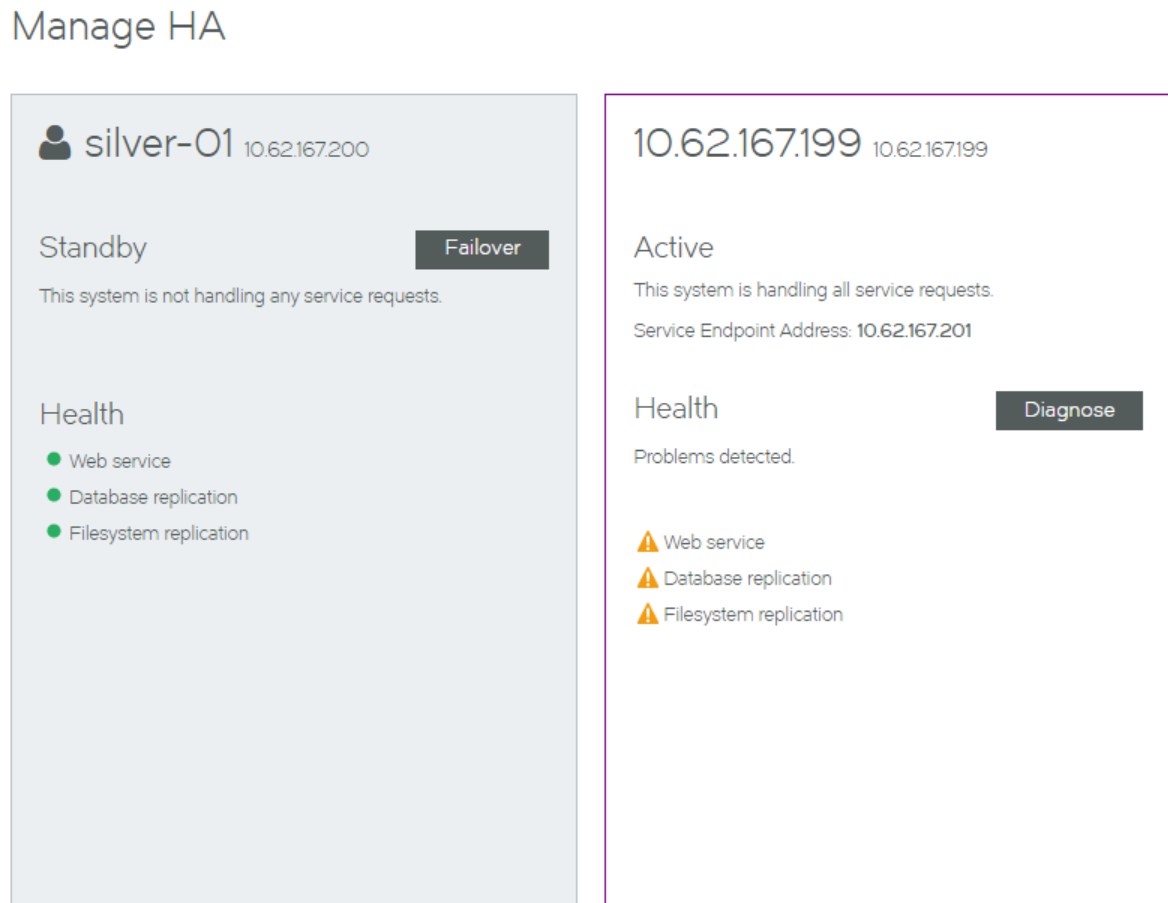 Manage HA
silver-01 10.62.167.200
Standby
Failover
This system is not handling any service requests.
Health
Web service
Database replication
Filesystem replication
10.62.167.199 10.62.167.199
Active
This system is handling all service requests.
Service Endpoint Address: 10.62.167.201
Health
Diagnose
Problems detected.
Web service
Database replication
Filesystem replication